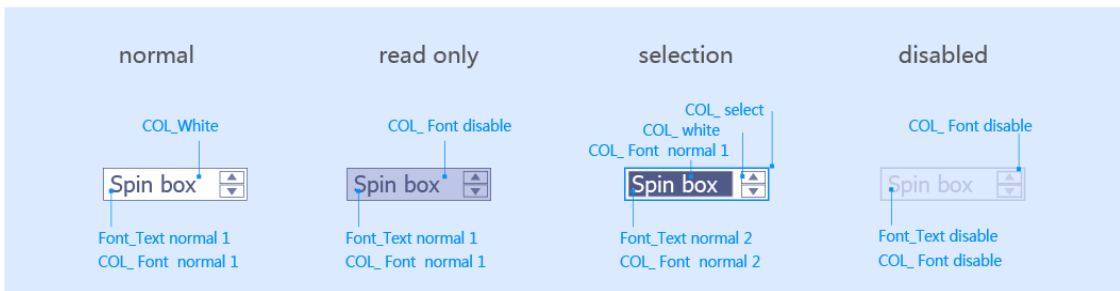 normal
read only
selection
disabled
COL_White
COL_ Font disable
COL_ select
COL_ white
COL_ Font  normal 1
COL_ Font disable
Spin box
Spin box
Spin box
Spin box
Font_Text normal 1
COL_ Font  normal 1
Font_Text normal 1
COL_ Font  normal 1
Font_Text normal 2
COL_ Font  normal 2
Font_Text disable
COL_ Font disable